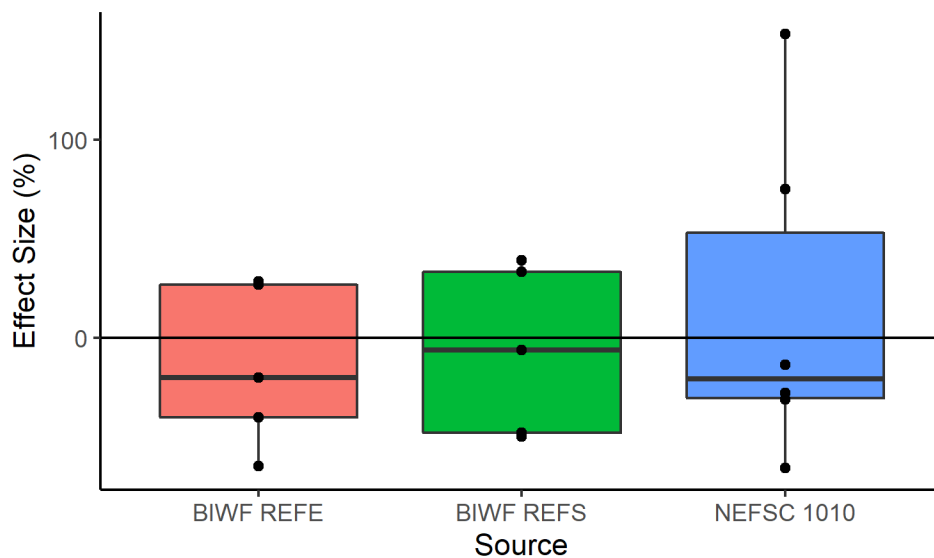 Effect Size (%)
100
0
BIWF REFE
BIWF REFS
NEFSC 1010
Source